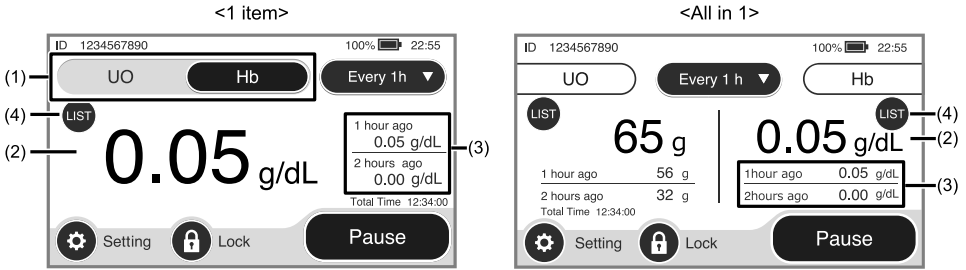 <1 item>
ID 1234567890 100% 22:55
UO Hb Every 1h ▼
(1)
(4) LIST
(2) 0.05 g/dL
1 hour ago
0.05 g/dL
2 hours ago
0.00 g/dL
(3)
Total Time 12:34:00
Setting Lock Pause
<All in 1>
ID 1234567890 100% 22:55
UO Every 1 h ▼ Hb
LIST LIST (4)
65 g 0.05 g/dL (2)
1 hour ago 56 g 1hour ago 0.05 g/dL
(3)
2 hours ago 32 g 2hours ago 0.00 g/dL
Total Time 12:34:00
Setting Lock Pause